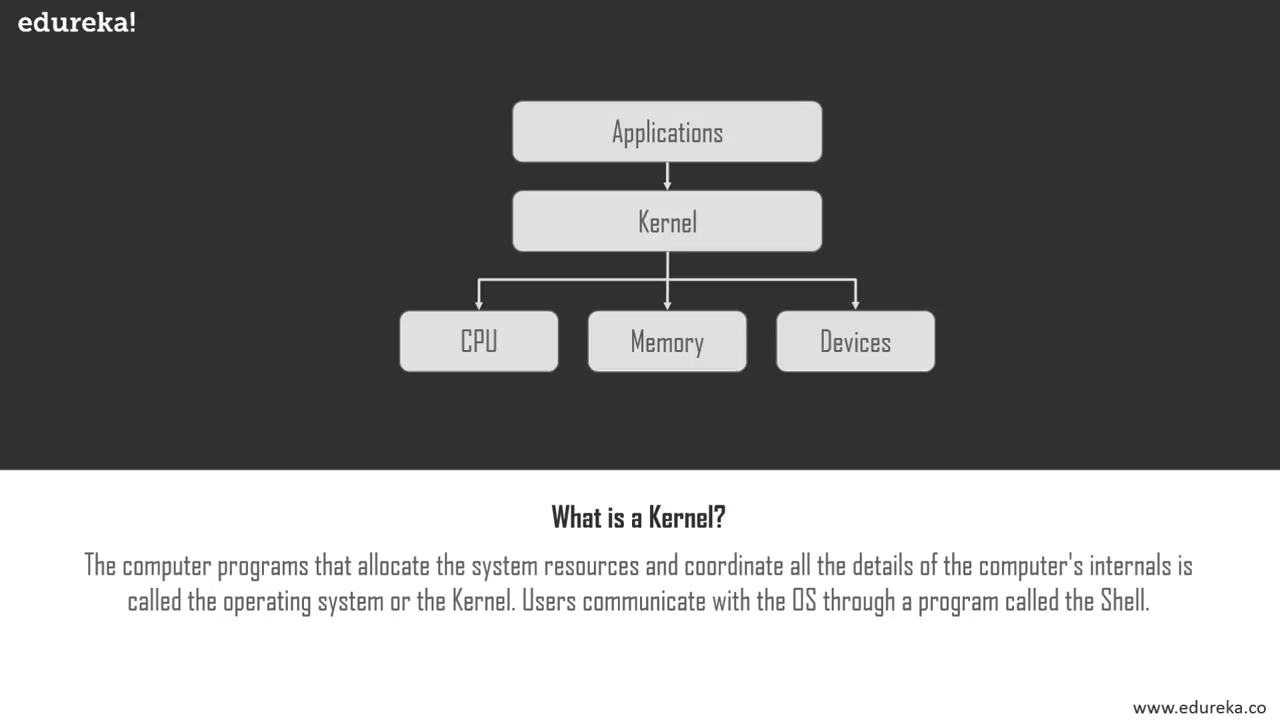 edureka!
Applications
Kernel
CPU
Memory
Devices
What is a Kernel?
The computer programs that allocate the system resources and coordinate all the details of the computer's internals is
called the operating system or the Kernel. Users communicate with the OS through a program called the Shell.
www.edureka.co